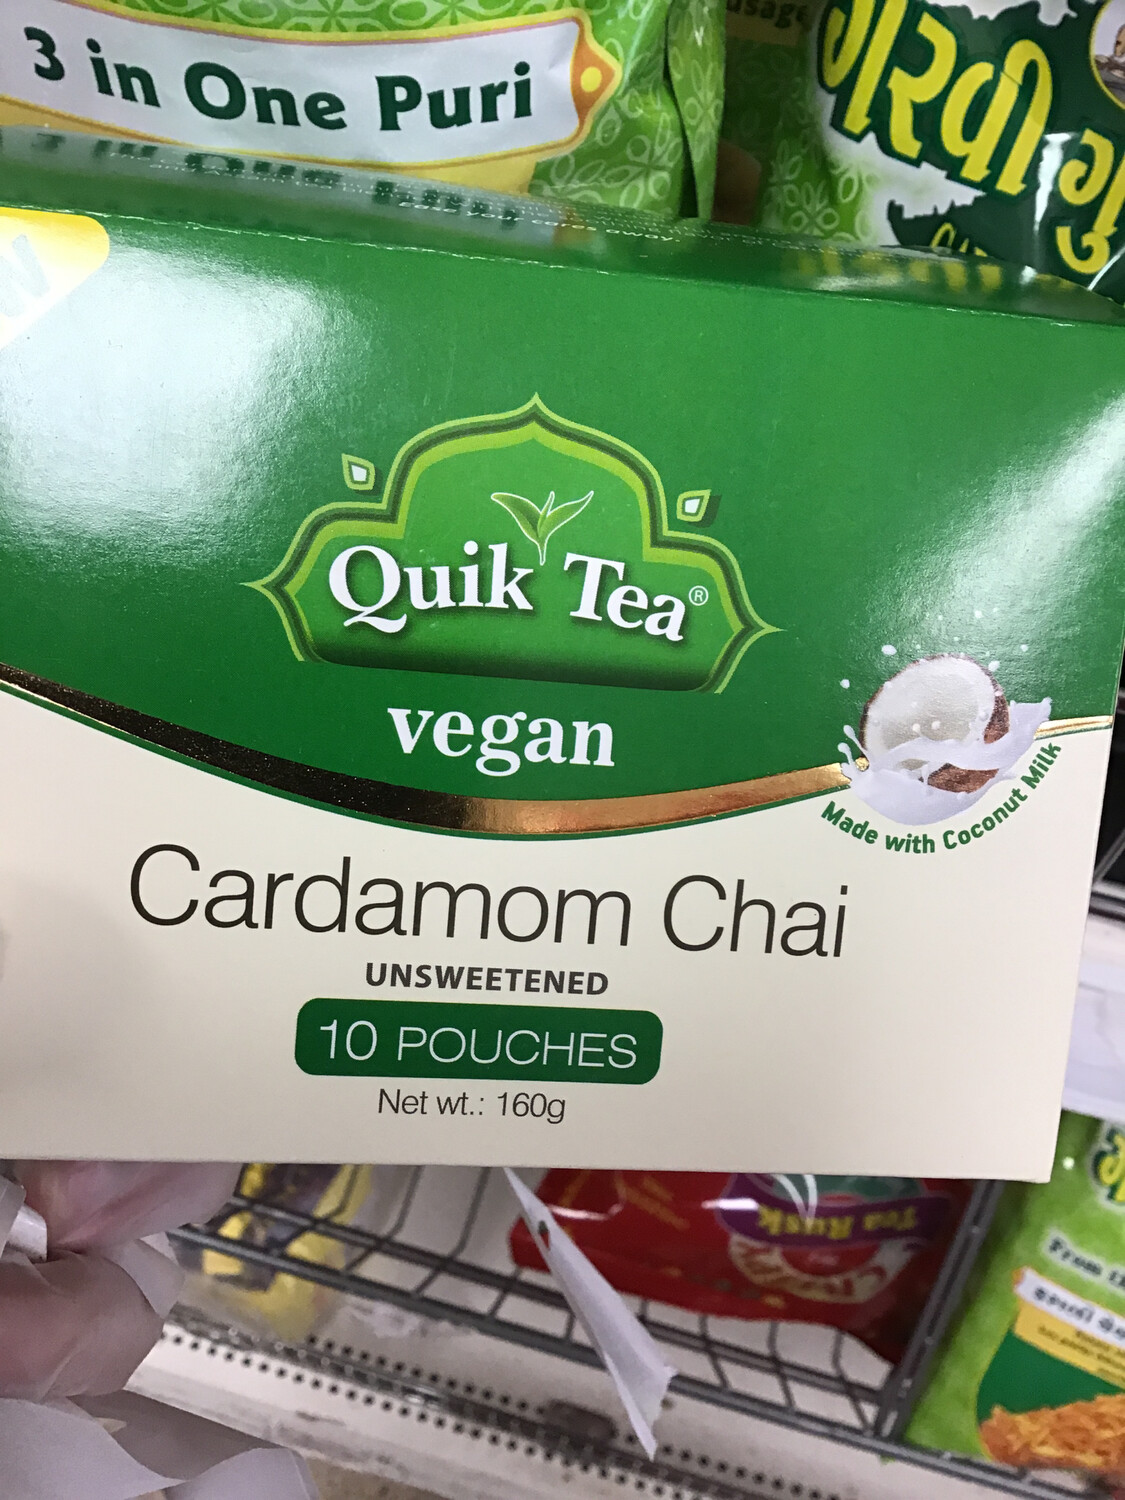 3 in One Puri
ગરવી ગુ
Quik Tea®
vegan
Made with Coconut Milk
Cardamom Chai
UNSWEETENED
10 POUCHES
Net wt.: 160g
Tea Rusk